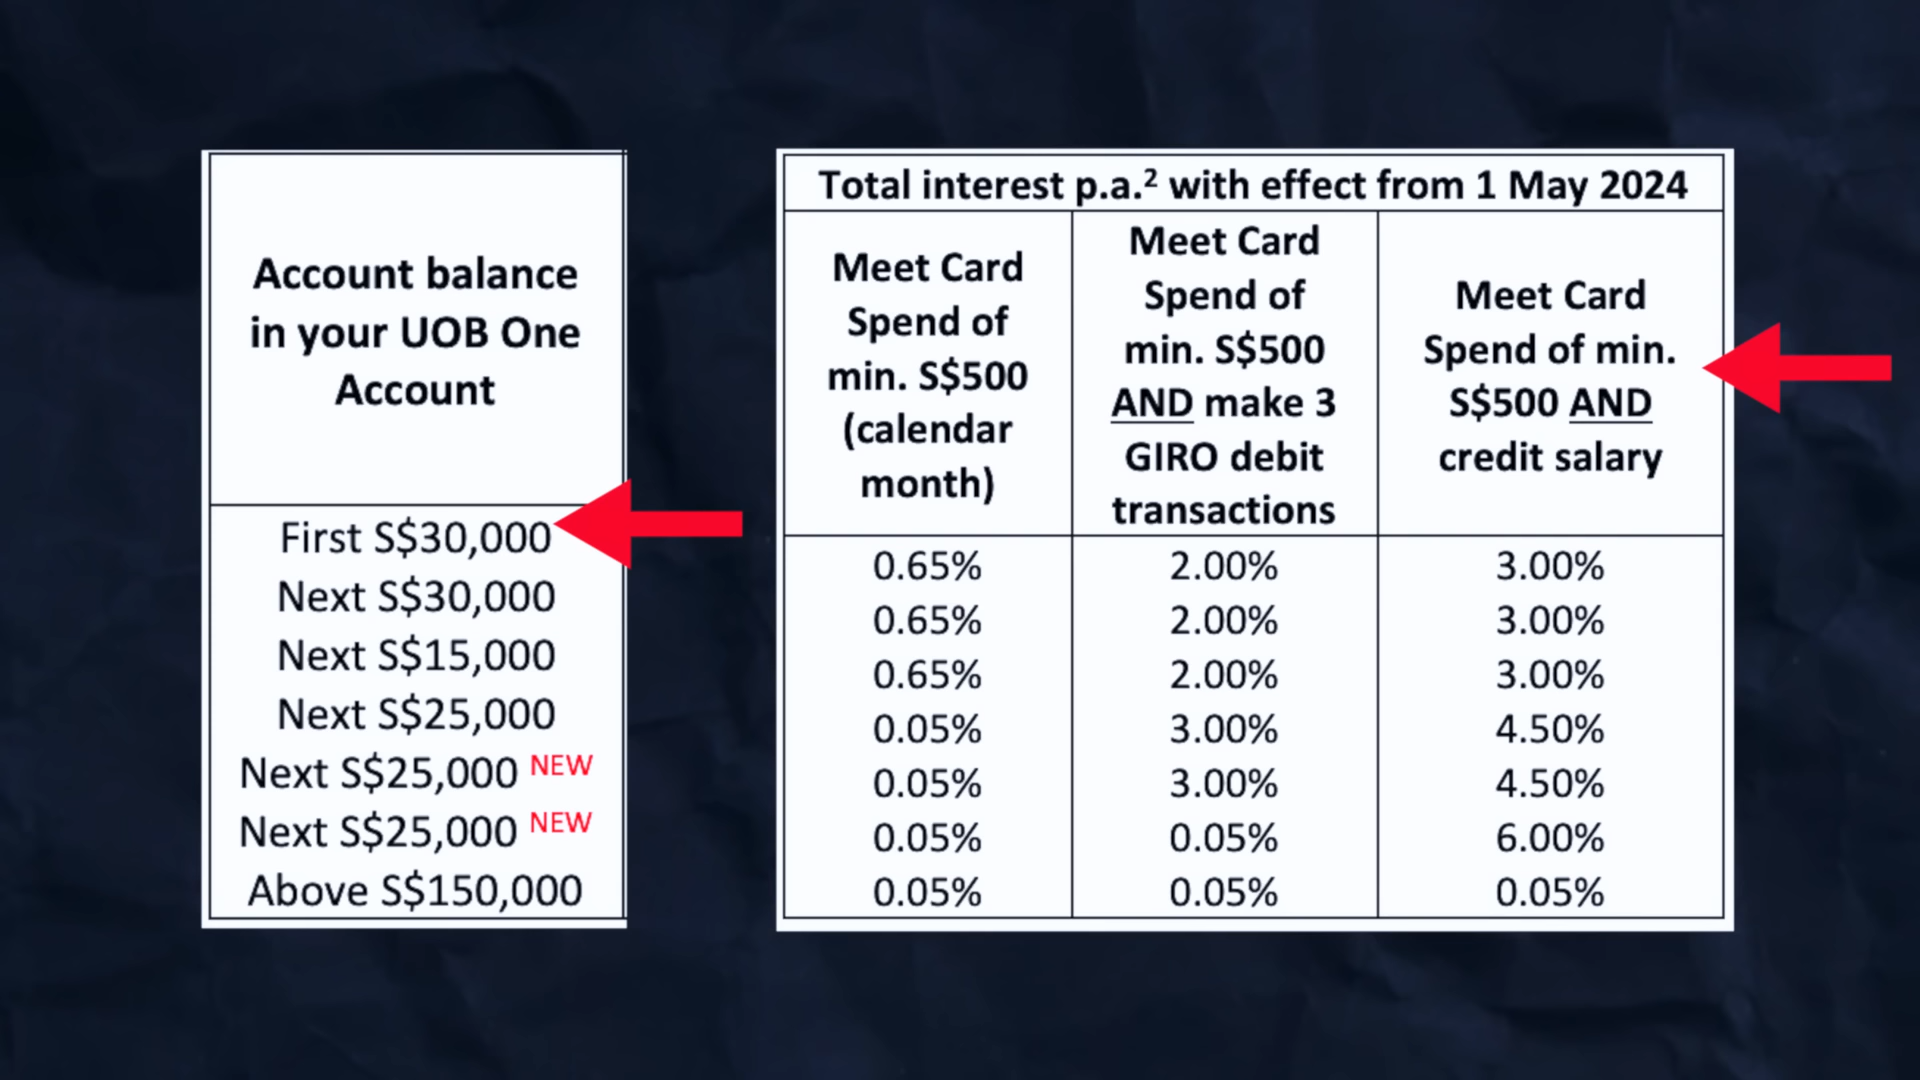 Account balance
in your UOB One
Account
First S$30,000
Next S$30,000
Next S$15,000
Next S$25,000
Next S$25,000 NEW
Next S$25,000 NEW
Above S$150,000
Total interest p.a.² with effect from 1 May 2024
Meet Card
Spend of
min. S$500
(calendar
month)
Meet Card
Spend of
min. S$500
AND make 3
GIRO debit
transactions
Meet Card
Spend of min.
S$500 AND
credit salary
0.65% 2.00% 3.00%
0.65% 2.00% 3.00%
0.65% 2.00% 3.00%
0.05% 3.00% 4.50%
0.05% 3.00% 4.50%
0.05% 0.05% 6.00%
0.05% 0.05% 0.05%